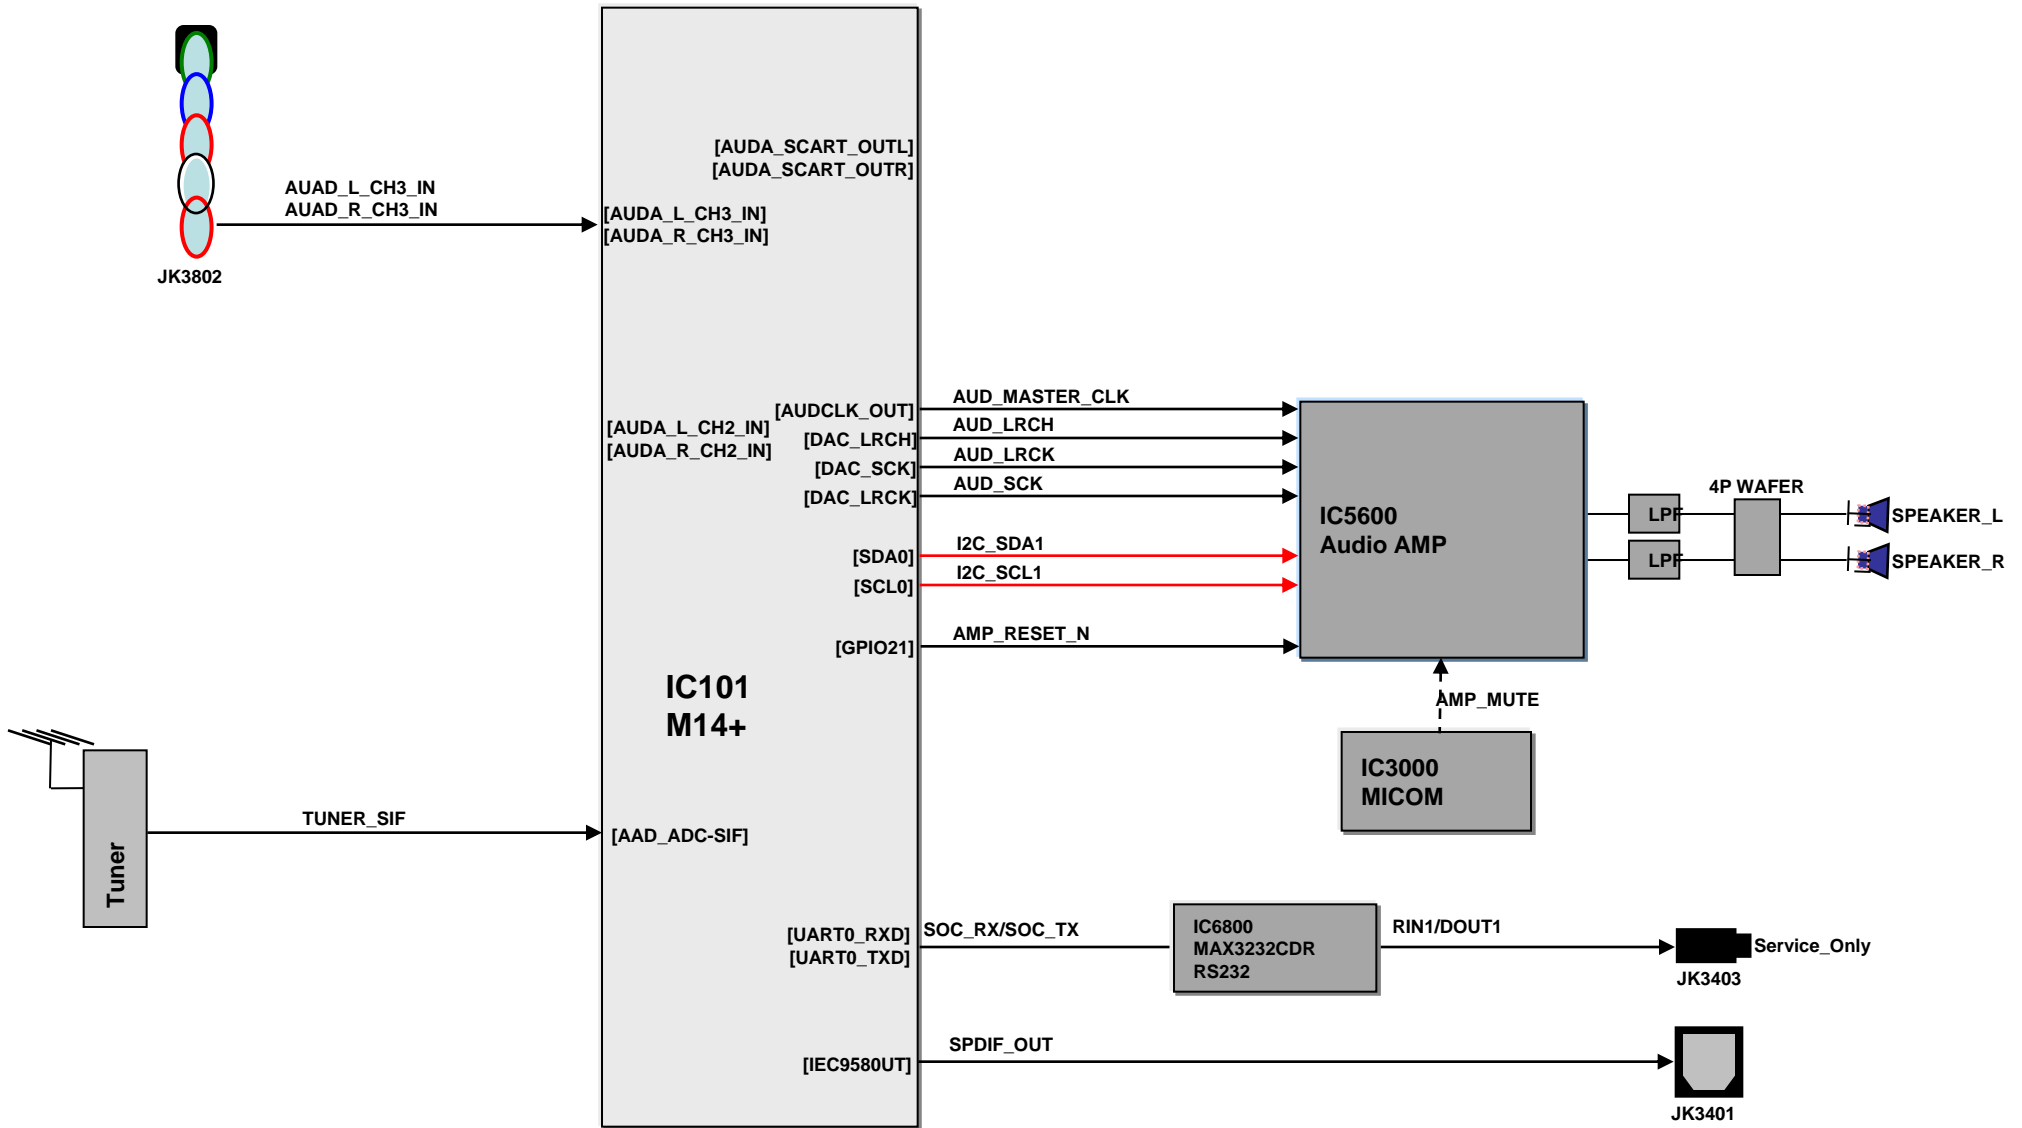 [AUDA_SCART_OUTL]
[AUDA_SCART_OUTR]
AUAD_L_CH3_IN
AUAD_R_CH3_IN
[AUDA_L_CH3_IN]
[AUDA_R_CH3_IN]
JK3802
[AUDCLK_OUT]
AUD_MASTER_CLK
[AUDA_L_CH2_IN]
[AUDA_R_CH2_IN]
[DAC_LRCH]
AUD_LRCH
[DAC_SCK]
AUD_LRCK
[DAC_LRCK]
AUD_SCK
[SDA0]
I2C_SDA1
[SCL0]
I2C_SCL1
[GPIO21]
AMP_RESET_N
IC5600
Audio AMP
LPF
LPF
4P WAFER
SPEAKER_L
SPEAKER_R
IC101
M14+
AMP_MUTE
IC3000
MICOM
Tuner
TUNER_SIF
[AAD_ADC-SIF]
[UART0_RXD]
[UART0_TXD]
SOC_RX/SOC_TX
IC6800
MAX3232CDR
RS232
RIN1/DOUT1
Service_Only
JK3403
[IEC9580UT]
SPDIF_OUT
JK3401